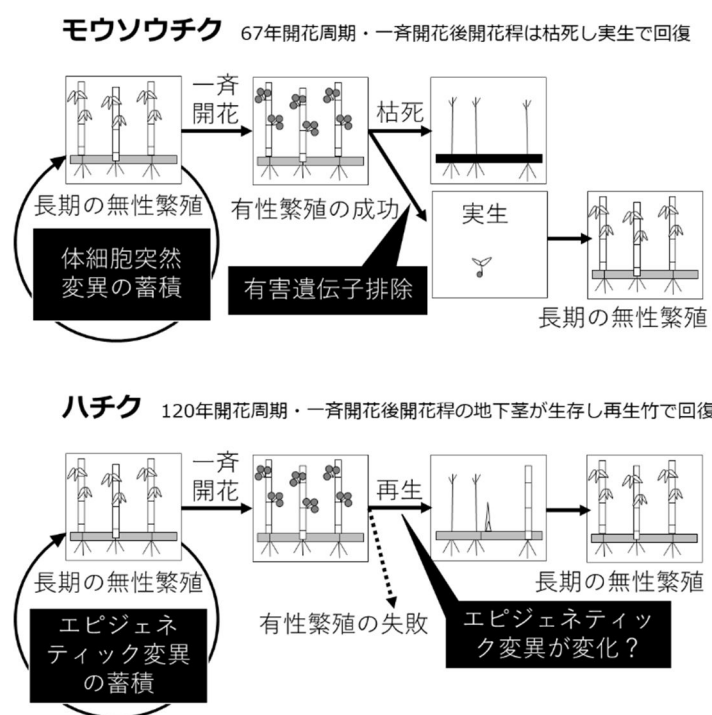 モウソウチク 67年開花周期・一斉開花後開花稈は枯死し実生で回復
一斉
開花
枯死
長期の無性繁殖
有性繁殖の成功
実生
体細胞突然
変異の蓄積
有害遺伝子排除
長期の無性繁殖
ハチク 120年開花周期・一斉開花後開花稈の地下茎が生存し再生竹で回復
一斉
開花
再生
長期の無性繁殖
有性繁殖の失敗
長期の無性繁殖
エピジェネ
ティック変異
の蓄積
エピジェネティッ
ク変異が変化？